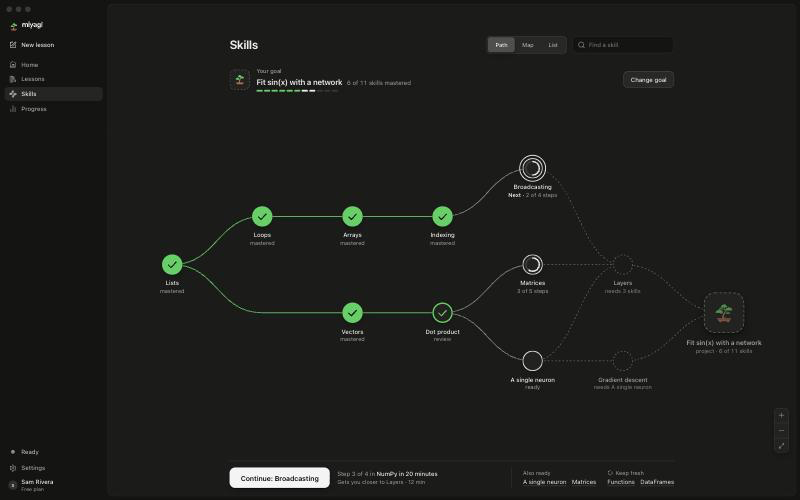 miyagi
New lesson
Home
Lessons
Skills
Progress
Ready
Settings
S
Sam Rivera
Free plan
Skills
Path
Map
List
Find a skill
Your goal
Fit sin(x) with a network 6 of 11 skills mastered
Change goal
Broadcasting
Next · 2 of 4 steps
Loops
mastered
Arrays
mastered
Indexing
mastered
Lists
mastered
Matrices
3 of 5 steps
Layers
needs 3 skills
Vectors
mastered
Dot product
review
Fit sin(x) with a network
project · 6 of 11 skills
A single neuron
ready
Gradient descent
needs A single neuron
Continue: Broadcasting
Step 3 of 4 in NumPy in 20 minutes
Gets you closer to Layers · 12 min
Also ready
A single neuron Matrices
Keep fresh
Functions DataFrames